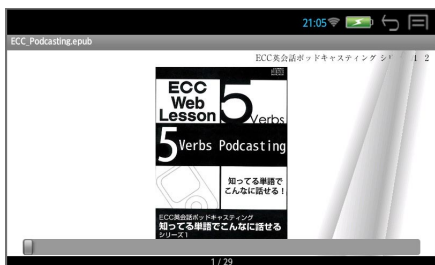 21:05
ECC_Podcasting.epub
ECC英会話ポッドキャスティング シ
1 2
ECC
Web
Lesson
5
Verbs
5 Verbs Podcasting
知ってる単語で
こんなに話せる！
ECC英会話ポッドキャスティング
知ってる単語でこんなに話せる
シリーズ1
1 / 29